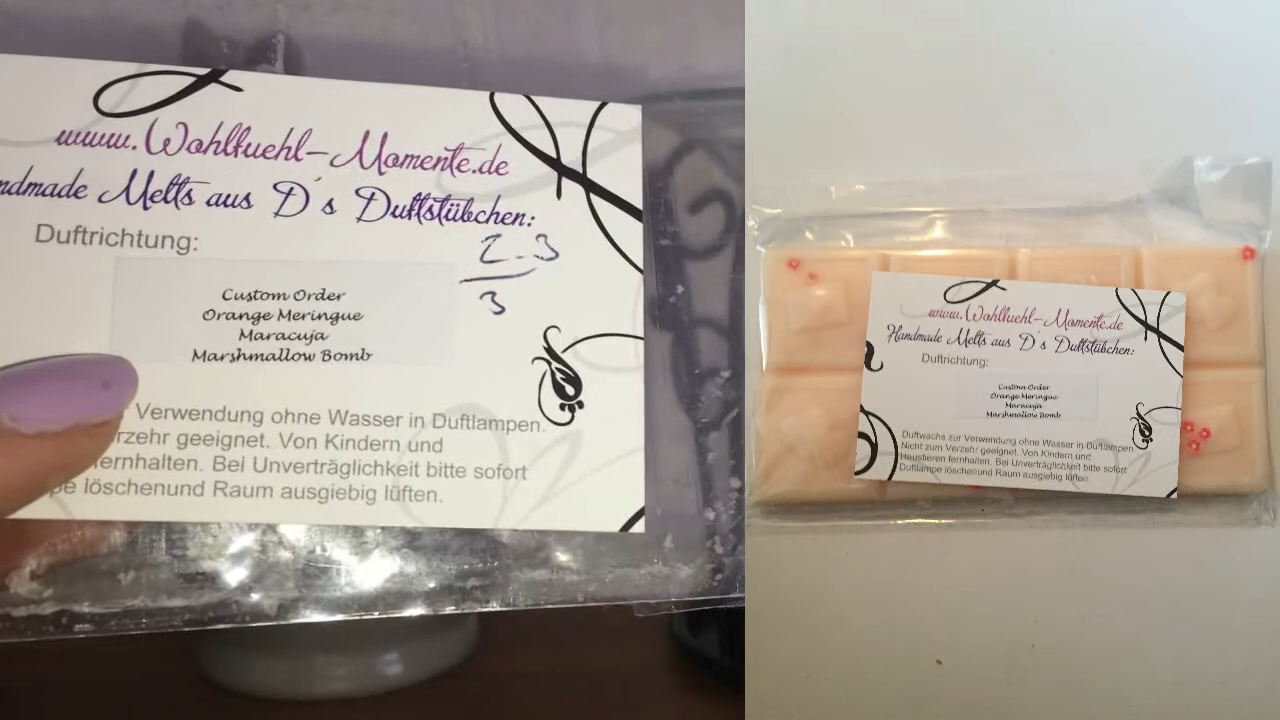 www.Wohlfuehl-Momente.de
Melts aus D´s Duftstübchen:
Duftrichtung:
2-3
3
Custom Order
Orange Meringue
Maracuja
Marshmallow Bomb
Verwendung ohne Wasser in Duftlampen.
geeignet. Von Kindern und
Bei Unverträglichkeit bitte sofort
löschenund Raum ausgiebig lüften.
www.Wohlfuehl-Momente.de
Handmade Melts aus D´s Duftstübchen:
Duftrichtung:
Custom Order
Orange Meringue
Maracuja
Marshmallow Bomb
Duftwachs zur Verwendung ohne Wasser in Duftlampen.
Nicht zum Verzehr geeignet. Von Kindern und
Haustieren fernhalten. Bei Unverträglichkeit bitte sofort
Duftlampe löschenund Raum ausgiebig lüften.